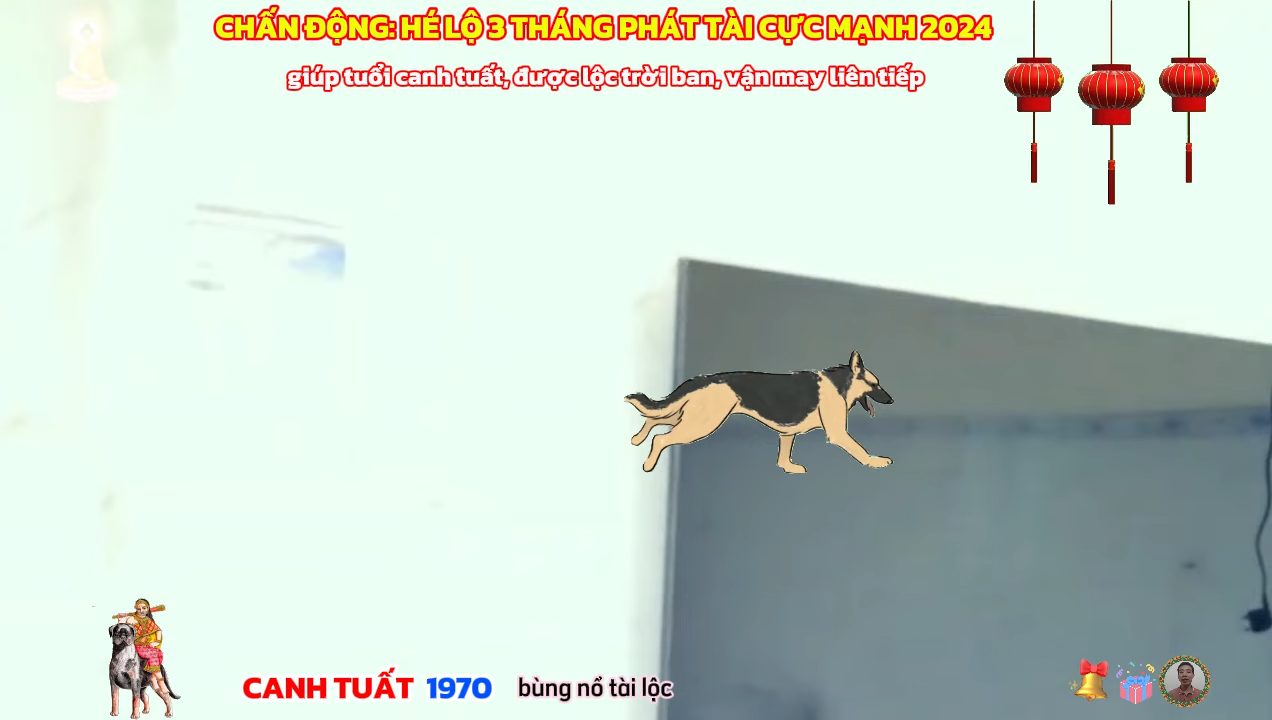 CHẤN ĐỘNG: HÉ LỘ 3 THÁNG PHÁT TÀI CỰC MẠNH 2024
giúp tuổi canh tuất, được lộc trời ban, vận may liên tiếp
CANH TUẤT 1970 bùng nổ tài lộc